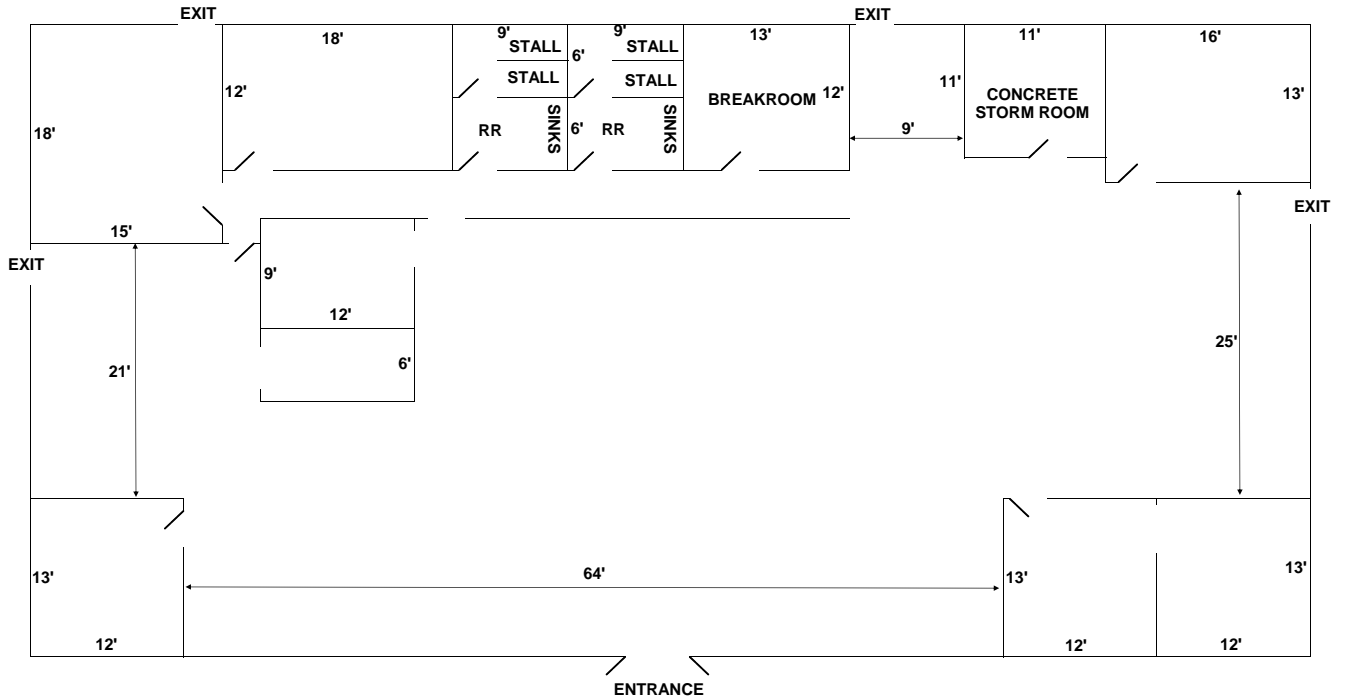 EXIT
EXIT
18'
9'
9'
13'
11'
16'
STALL
STALL
6'
STALL
STALL
12'
BREAKROOM
12'
11'
CONCRETE
STORM ROOM
13'
18'
RR
SINKS
6'
RR
SINKS
9'
EXIT
15'
EXIT
9'
12'
21'
6'
25'
13'
64'
13'
13'
12'
12'
12'
ENTRANCE